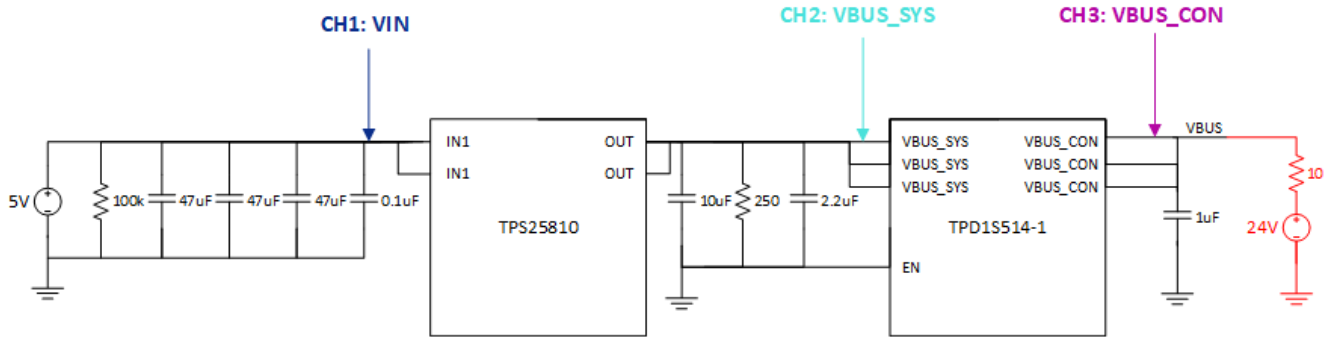 CH1: VIN
CH2: VBUS_SYS
CH3: VBUS_CON
5V
100k
47uF
47uF
47uF
0.1uF
IN1
IN1
OUT
OUT
TPS25810
10uF
250
2.2uF
VBUS_SYS
VBUS_SYS
VBUS_SYS
EN
VBUS_CON
VBUS_CON
VBUS_CON
TPD1S514-1
VBUS
1uF
10
24V